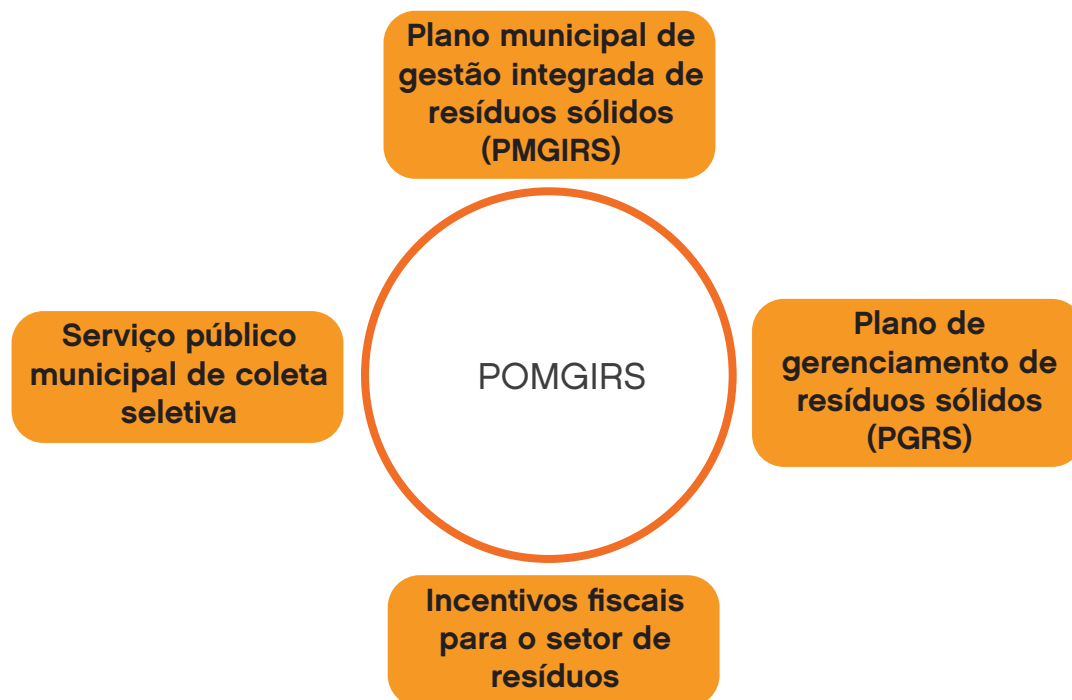 Plano municipal de
gestão integrada de
resíduos sólidos
(PMGIRS)
Serviço público
municipal de coleta
seletiva
POMGIRS
Plano de
gerenciamento de
resíduos sólidos
(PGRS)
Incentivos fiscais
para o setor de
resíduos